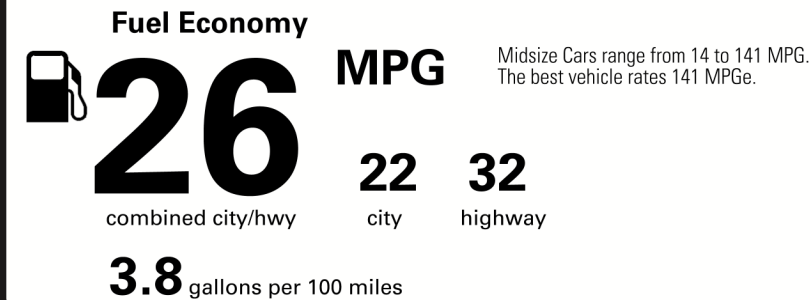 Fuel Economy
26 MPG
Midsize Cars range from 14 to 141 MPG.
The best vehicle rates 141 MPGe.
22 32
combined city/hwy city highway
3.8 gallons per 100 miles